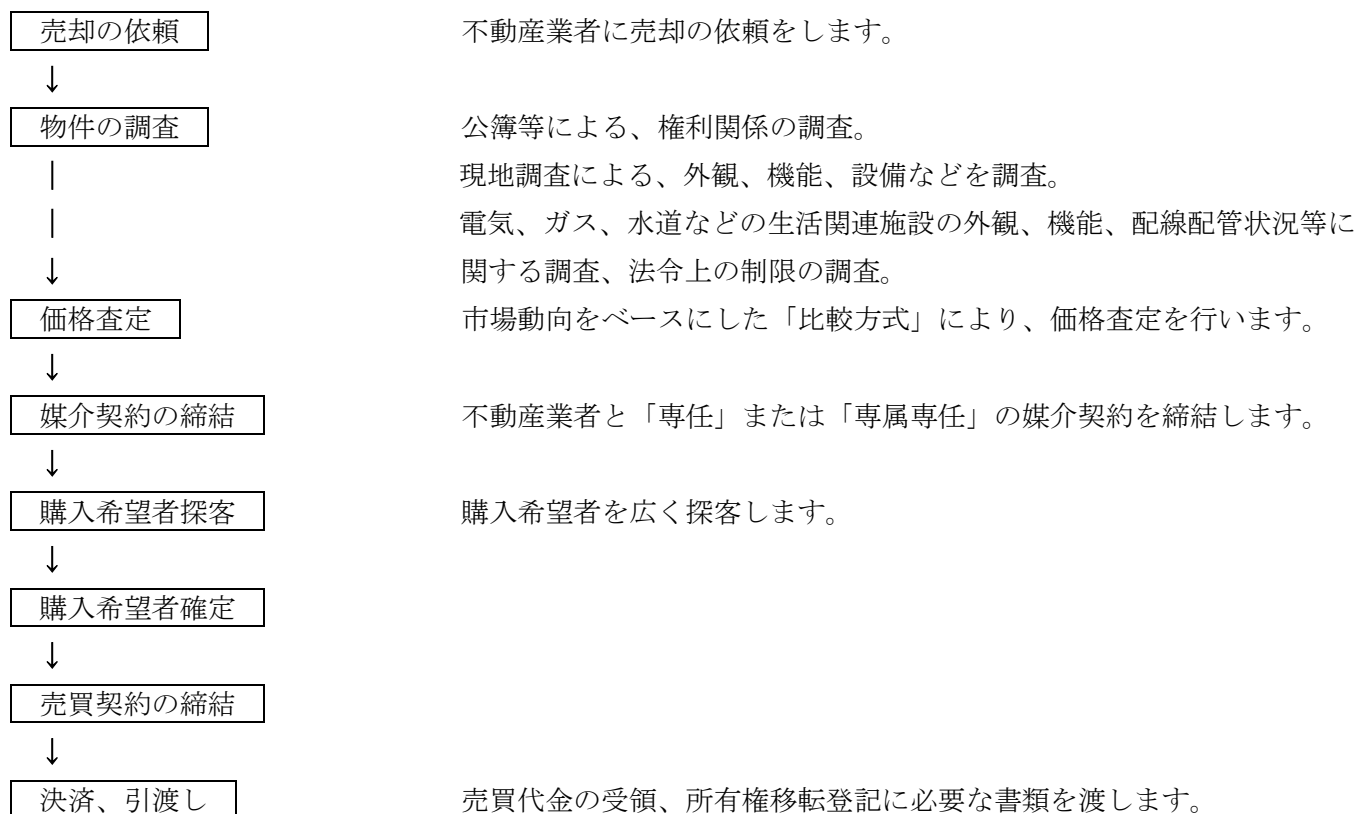 売却の依頼 不動産業者に売却の依頼をします。
↓
物件の調査 公簿等による、権利関係の調査。
| 現地調査による、外観、機能、設備などを調査。
| 電気、ガス、水道などの生活関連施設の外観、機能、配線配管状況等に
↓ 関する調査、法令上の制限の調査。
価格査定 市場動向をベースにした「比較方式」により、価格査定を行います。
↓
媒介契約の締結 不動産業者と「専任」または「専属専任」の媒介契約を締結します。
↓
購入希望者探客 購入希望者を広く探客します。
↓
購入希望者確定
↓
売買契約の締結
↓
決済、引渡し 売買代金の受領、所有権移転登記に必要な書類を渡します。